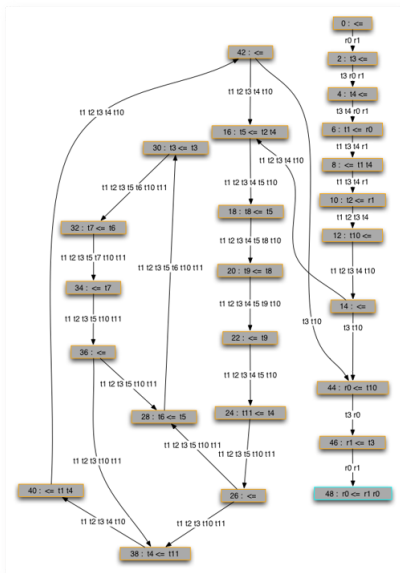 0 : <=
r0 r1
2 : t3 <=
t3 r0 r1
4 : t4 <=
t3 t4 r0 r1
6 : t1 <= r0
t1 t3 t4 r1
8 : <= t1 t4
t1 t3 t4 r1
10 : t2 <= r1
t1 t2 t3 t4
12 : t10 <=
t1 t2 t3 t4 t10
14 : <=
t3 t10
44 : r0 <= t10
t3 r0
46 : r1 <= t3
r0 r1
48 : r0 <= r1 r0
42 : <=
t1 t2 t3 t4 t10
t3 t10
16 : t5 <= t2 t4
t1 t2 t3 t4 t10
t1 t2 t3 t4 t5 t10
18 : t8 <= t5
t1 t2 t3 t4 t5 t8 t10
20 : t9 <= t8
t1 t2 t3 t4 t5 t9 t10
22 : <= t9
t1 t2 t3 t4 t5 t10
24 : t11 <= t4
t1 t2 t3 t5 t10 t11
26 : <=
t1 t2 t3 t5 t10 t11
t1 t2 t3 t10 t11
28 : t6 <= t5
t1 t2 t3 t5 t6 t10 t11
30 : t3 <= t3
t1 t2 t3 t5 t6 t10 t11
32 : t7 <= t6
t1 t2 t3 t5 t7 t10 t11
34 : <= t7
t1 t2 t3 t5 t10 t11
36 : <=
t1 t2 t3 t5 t10 t11
t1 t2 t3 t10 t11
38 : t4 <= t11
t1 t2 t3 t4 t10
40 : <= t1 t4
t1 t2 t3 t4 t10